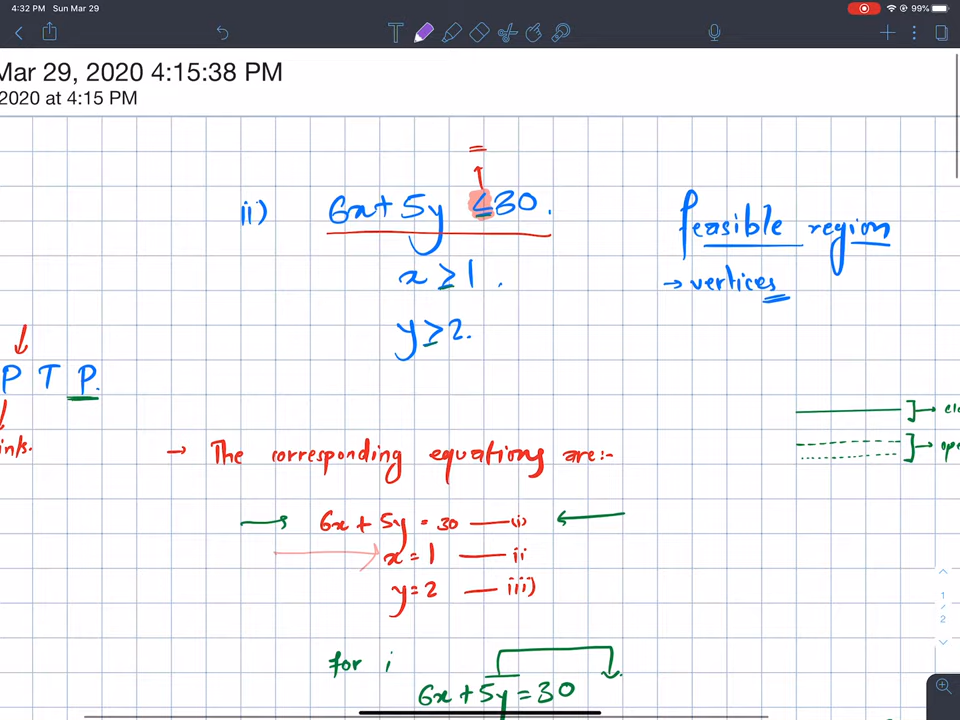 4:32 PM Sun Mar 29
99%
Mar 29, 2020 4:15:38 PM
2020 at 4:15 PM
=
ii) 6x + 5y ≤ 30.
x ≥ 1.
y ≥ 2.
feasible region
→ vertices
P T P.
→ The corresponding equations are:-
6x + 5y = 30 — (i)
x = 1 — ii
y = 2 — iii)
for i
6x + 5y = 30
1
/
2